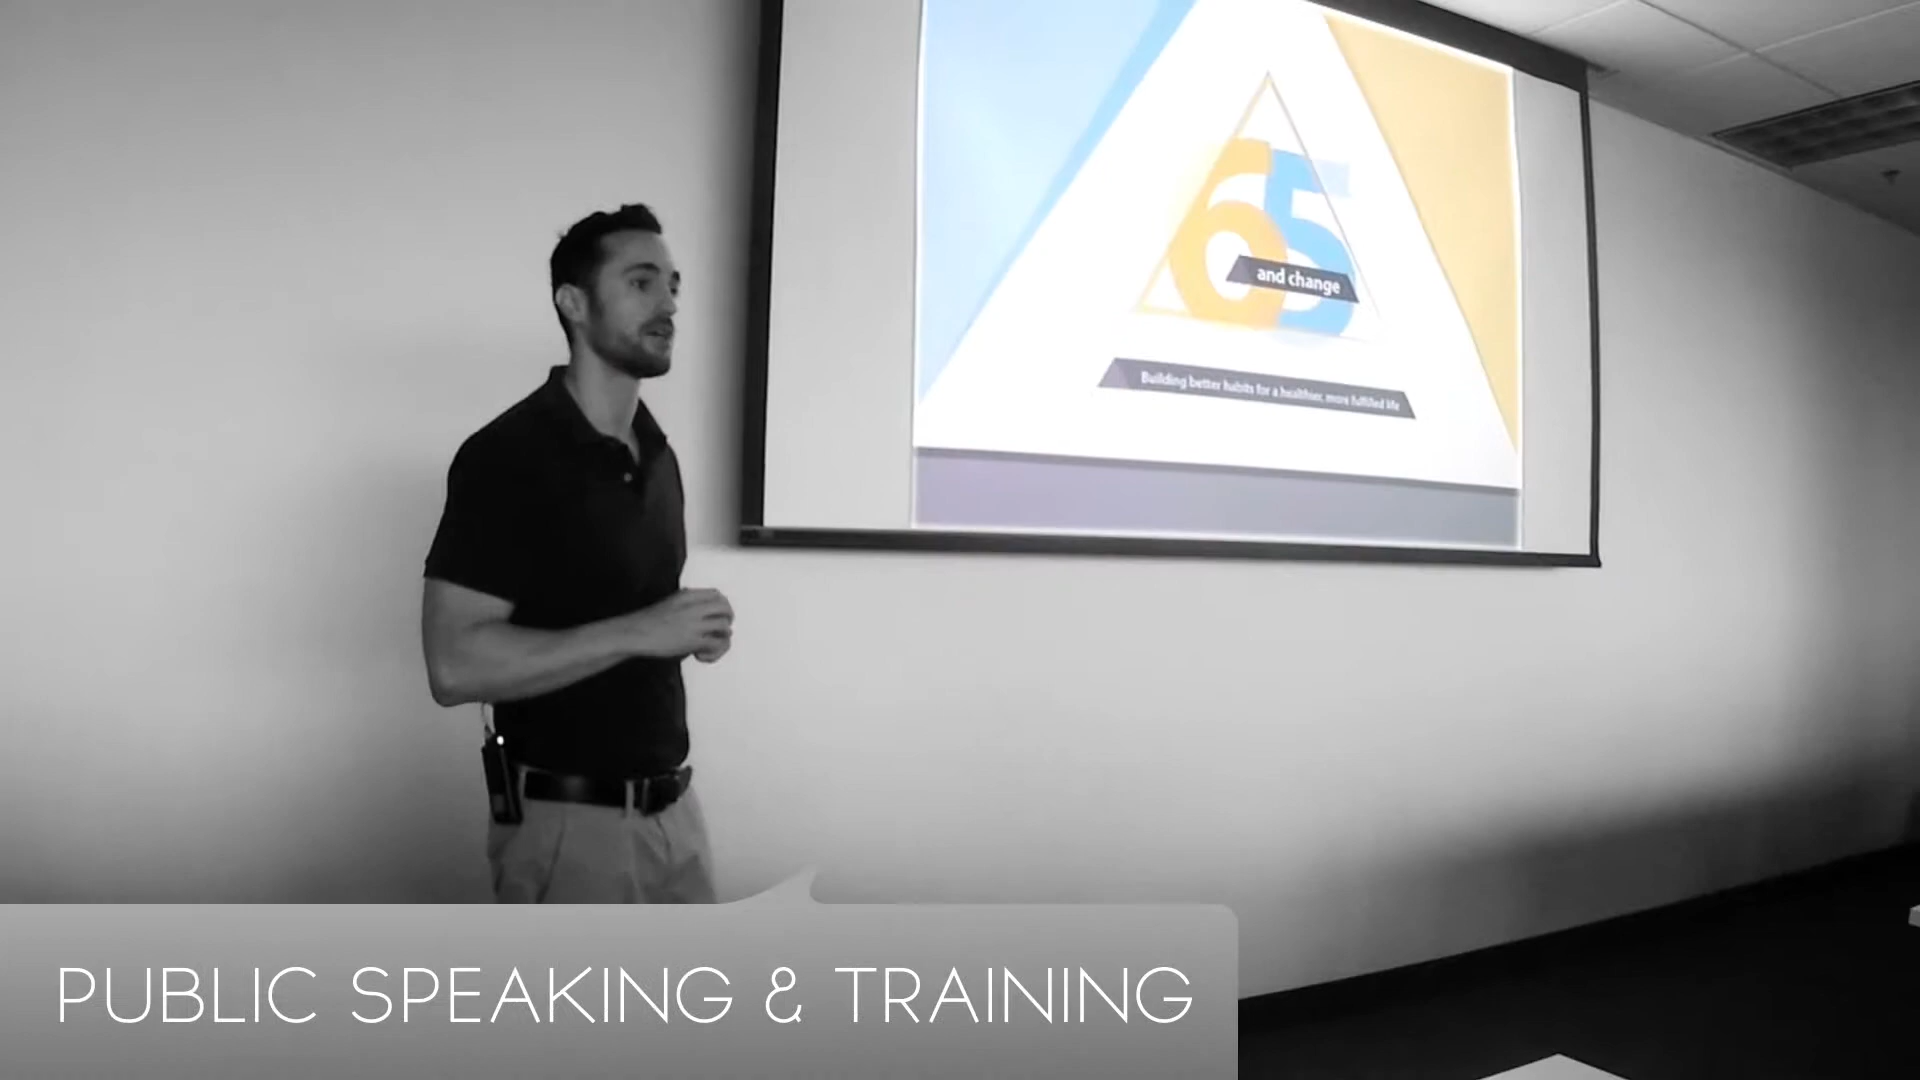 65
and change
Building better habits for a healthier, more fulfilled life
PUBLIC SPEAKING & TRAINING